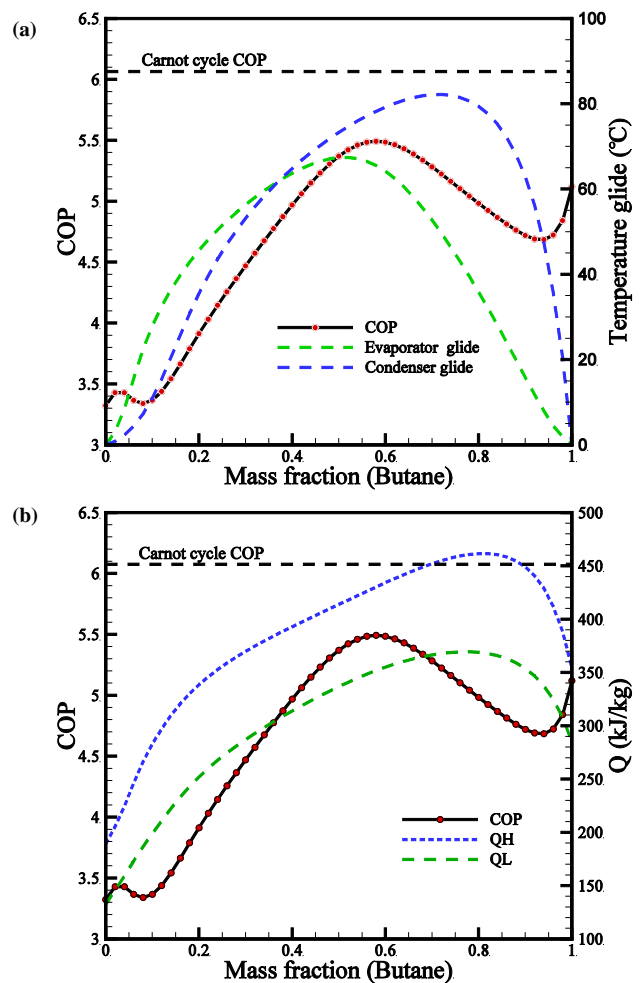 (a)
6.5
100
Carnot cycle COP
6.
80
5.5
5.
60
COP
Temperature glide (°C)
4.5
40
4.
COP
Evaporator glide
Condenser glide
20
3.5
3.
0.
0.
0.2
0.4
0.6
0.8
1.
Mass fraction (Butane)
(b)
6.5
500
Carnot cycle COP
6.
450
400
5.5
350
5.
COP
Q (kJ/kg)
300
4.5
250
4.
COP
QH
QL
200
3.5
150
3.
100
0.
0.2
0.4
0.6
0.8
1.
Mass fraction (Butane)